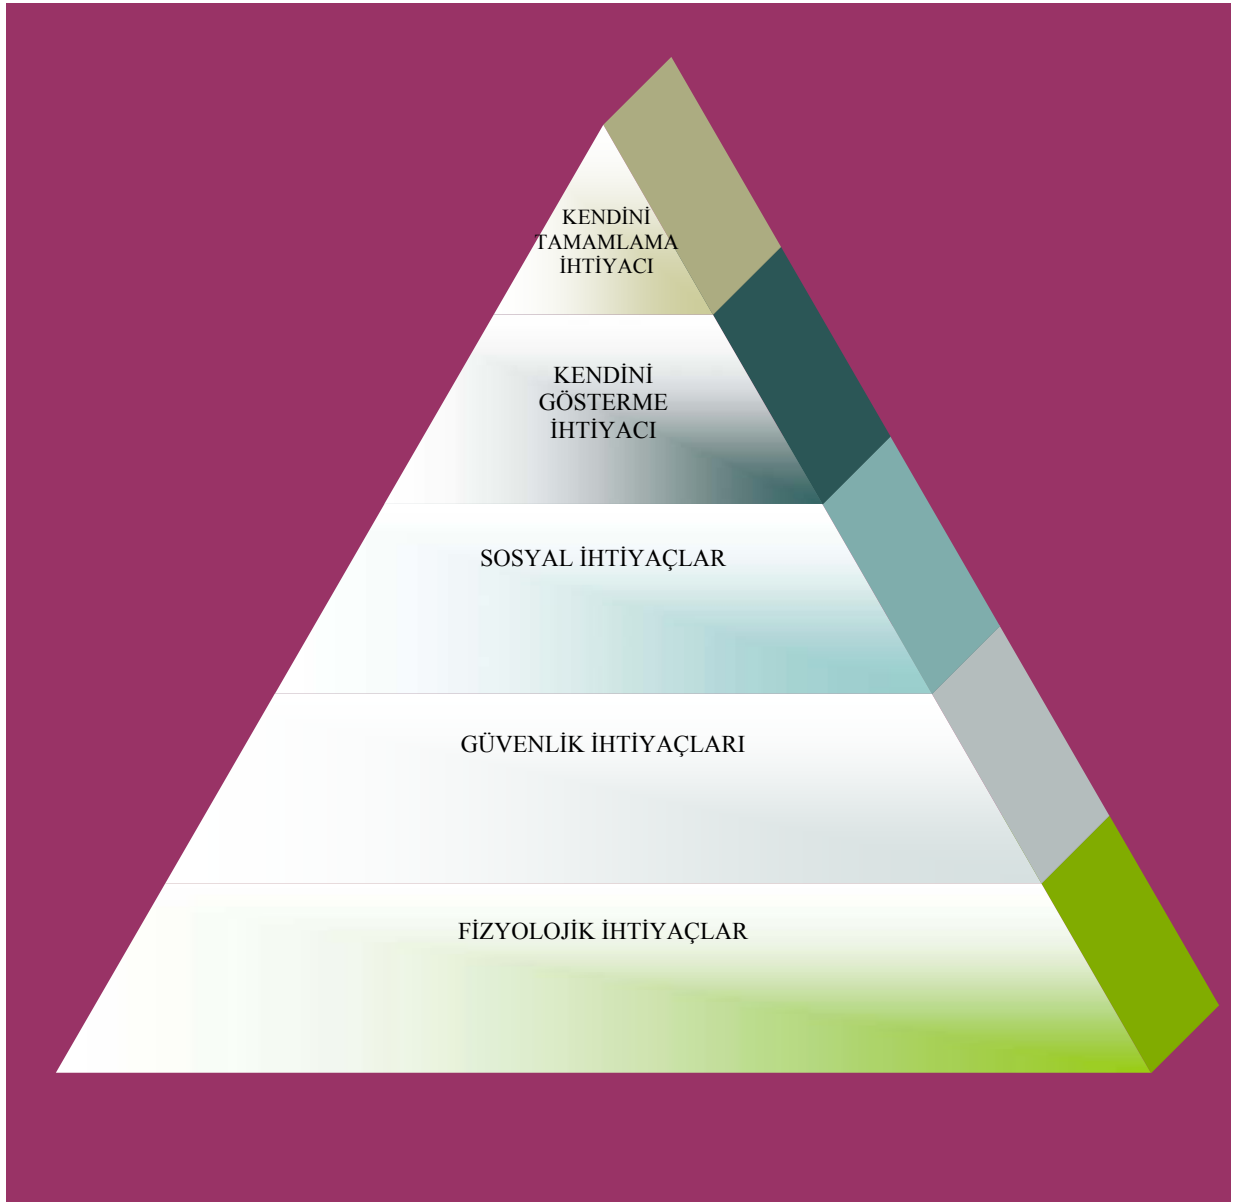 KENDİNİ
TAMAMLAMA
İHTİYACI
KENDİNİ
GÖSTERME
İHTİYACI
SOSYAL İHTİYAÇLAR
GÜVENLİK İHTİYAÇLARI
FİZYOLOJİK İHTİYAÇLAR